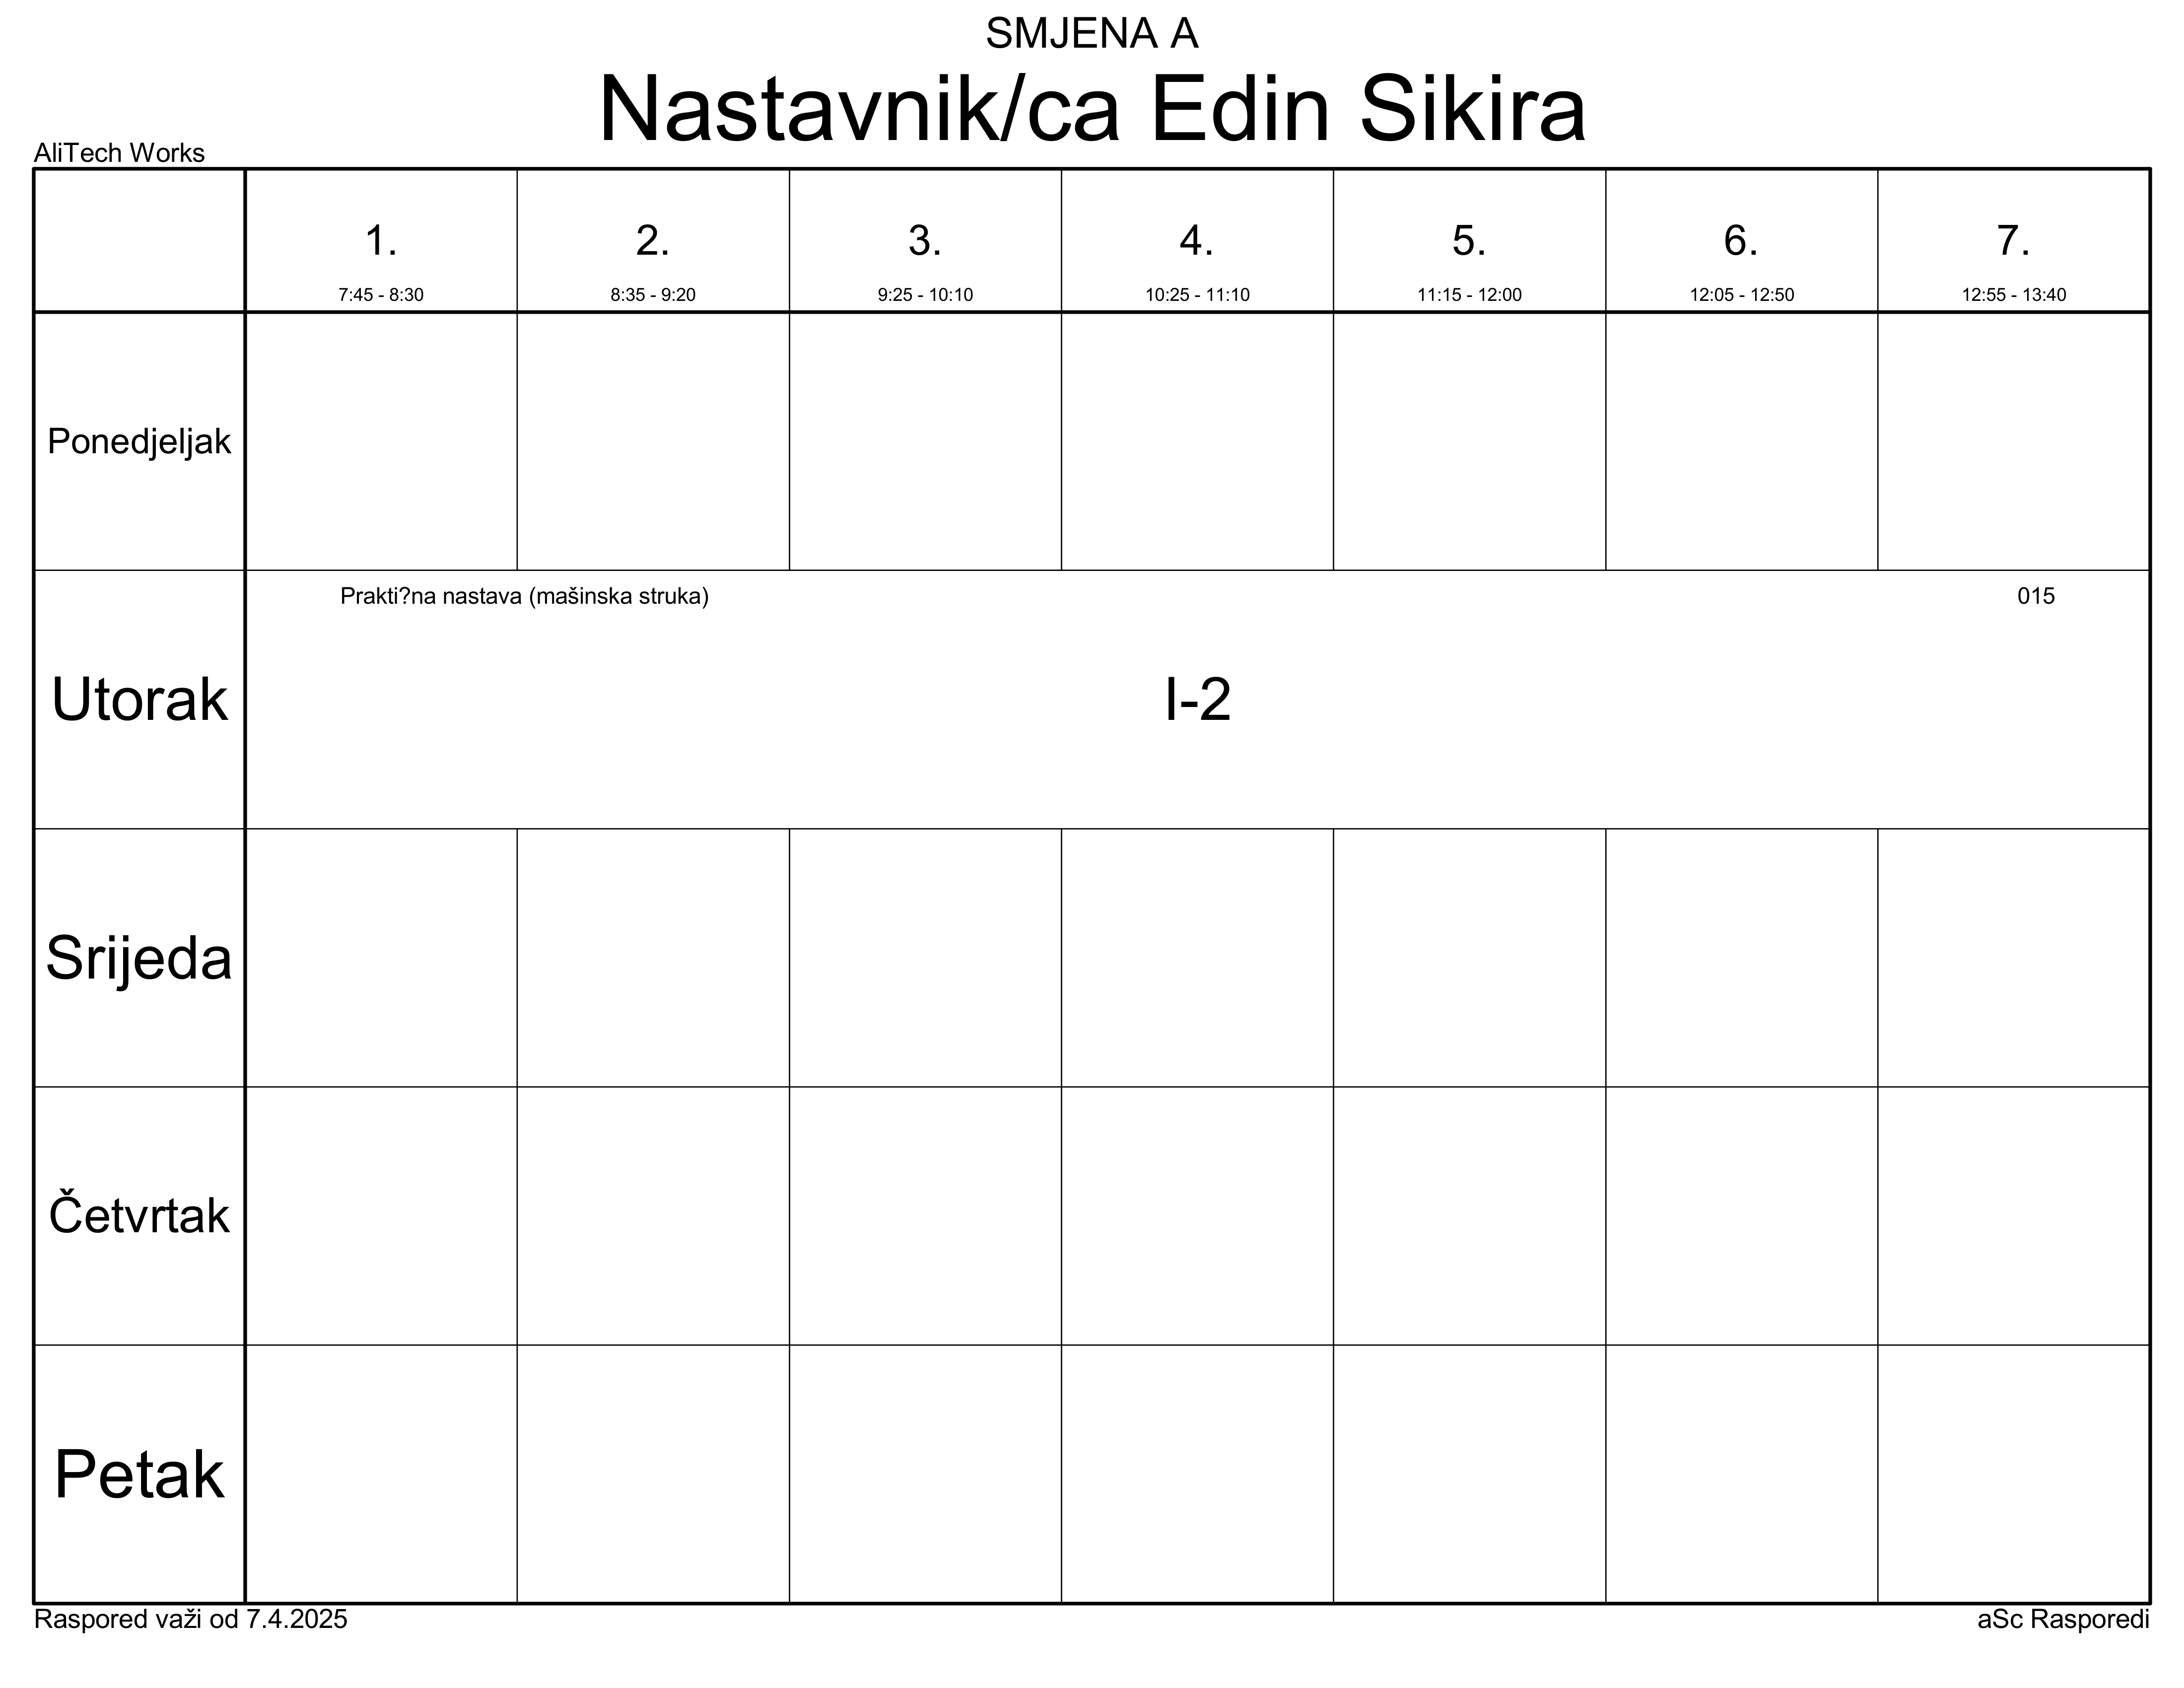 SMJENA A
Nastavnik/ca Edin Sikira
AliTech Works
1. 2. 3. 4. 5. 6. 7.
7:45 - 8:30 8:35 - 9:20 9:25 - 10:10 10:25 - 11:10 11:15 - 12:00 12:05 - 12:50 12:55 - 13:40
Ponedjeljak
Prakti?na nastava (mašinska struka) 015
Utorak I-2
Srijeda
Četvrtak
Petak
Raspored važi od 7.4.2025 aSc Rasporedi